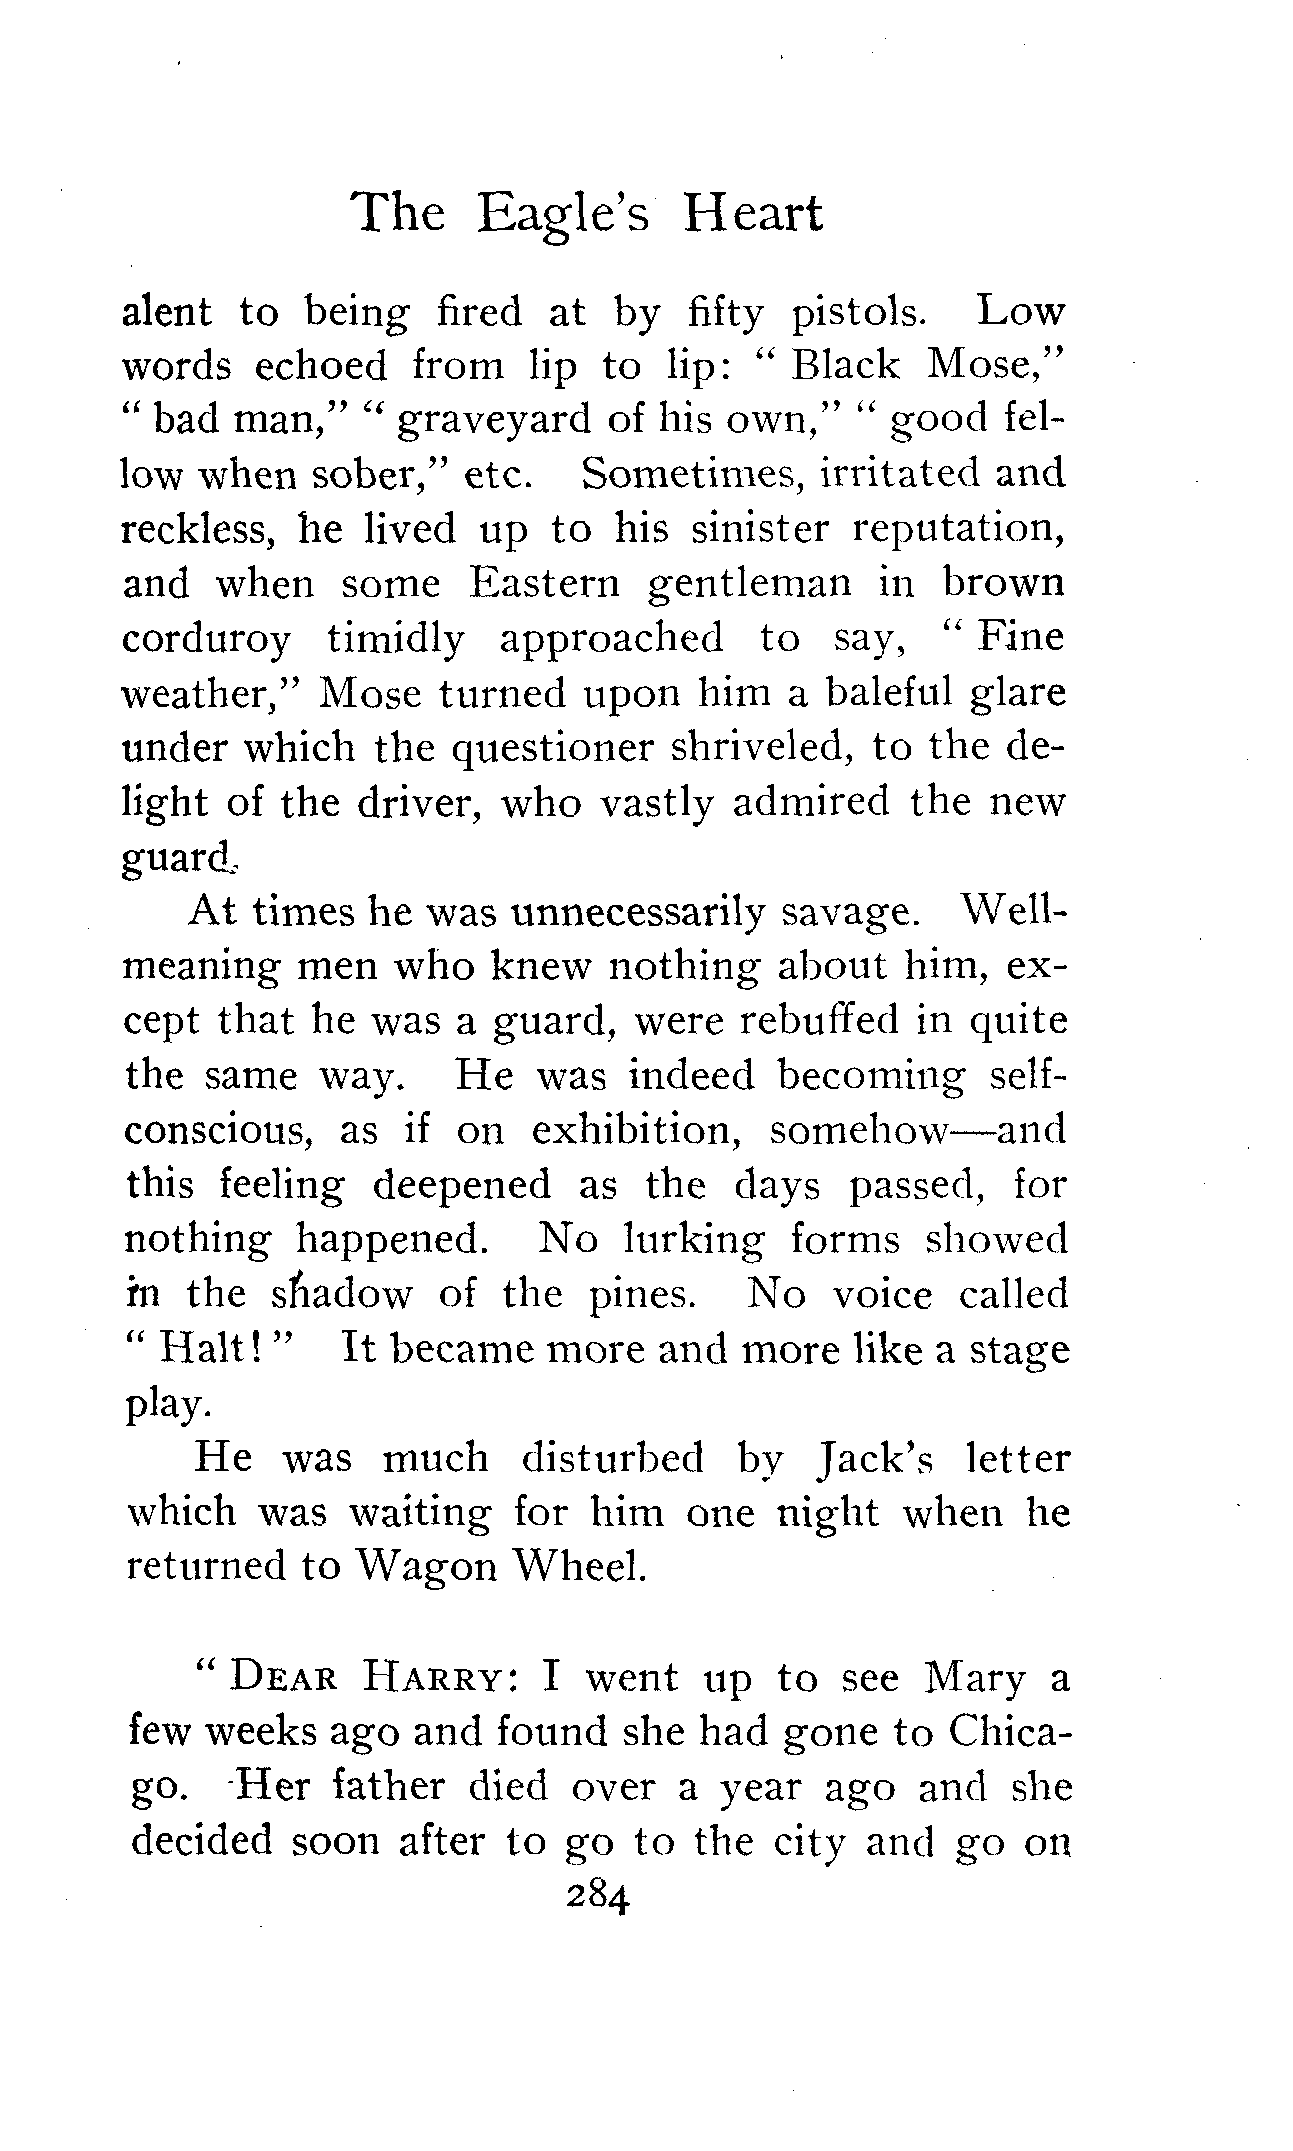 The Eagle's Heart
alent to being fired at by fifty pistols. Low
words echoed from lip to lip: " Black Mose,"
" bad man," " graveyard of his own," " good fel-
low when sober," etc. Sometimes, irritated and
reckless, he lived up to his sinister reputation,
and when some Eastern gentleman in brown
corduroy timidly approached to say, " Fine
weather," Mose turned upon him a baleful glare
under which the questioner shriveled, to the de-
light of the driver, who vastly admired the new
guard.
At times he was unnecessarily savage. Well-
meaning men who knew nothing about him, ex-
cept that he was a guard, were rebuffed in quite
the same way. He was indeed becoming self-
conscious, as if on exhibition, somehow—and
this feeling deepened as the days passed, for
nothing happened. No lurking forms showed
in the shadow of the pines. No voice called
" Halt! " It became more and more like a stage
play.
He was much disturbed by Jack's letter
which was waiting for him one night when he
returned to Wagon Wheel.
" DEAR HARRY: I went up to see Mary a
few weeks ago and found she had gone to Chica-
go. Her father died over a year ago and she
decided soon after to go to the city and go on
284